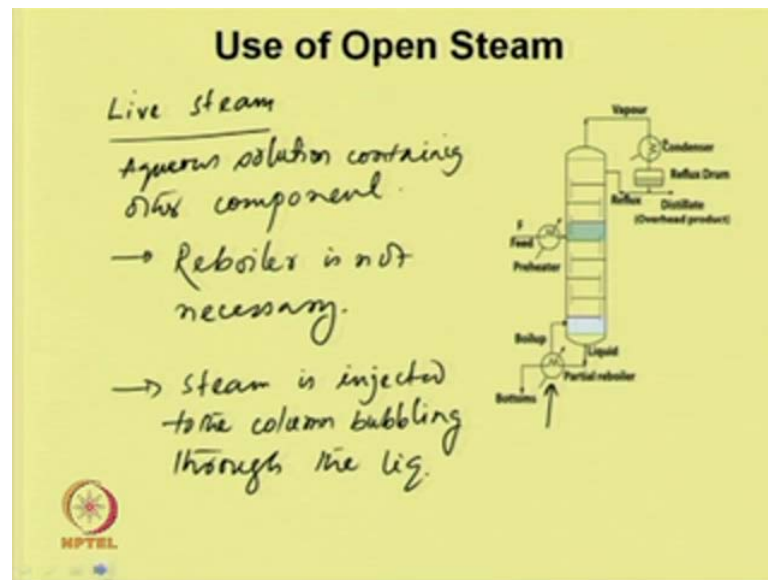 Use of Open Steam
Live steam
Aqueous solution containing
other component.
→ Reboiler is not
necessary.
→ Steam is injected
to the column bubbling
through the liq.
Vapour
Condenser
Reflux Drum
Reflux
Distillate
(Overhead product)
F
Feed
Preheater
Boilup
Liquid
Partial reboiler
Bottoms
NPTEL